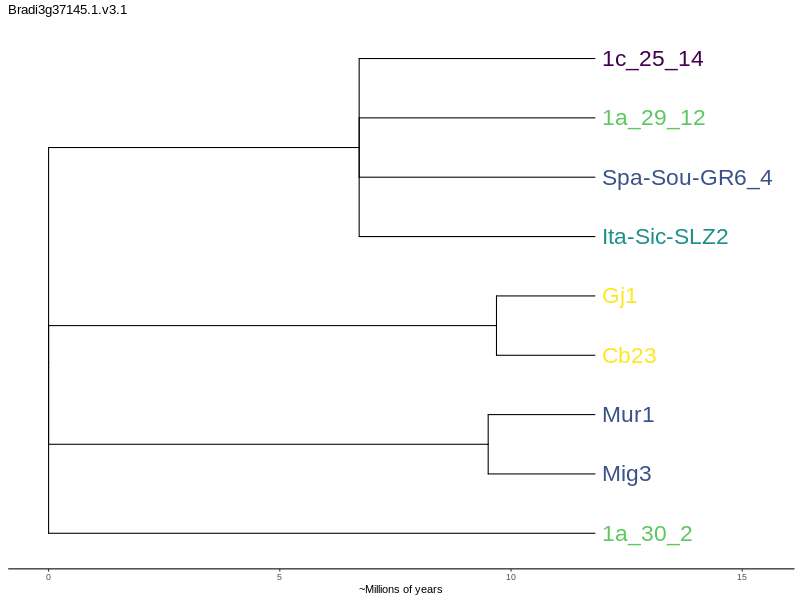 Bradi3g37145.1.v3.1
1c_25_14
1a_29_12
Spa-Sou-GR6_4
Ita-Sic-SLZ2
Gj1
Cb23
Mur1
Mig3
1a_30_2
0 5 10 15
~Millions of years